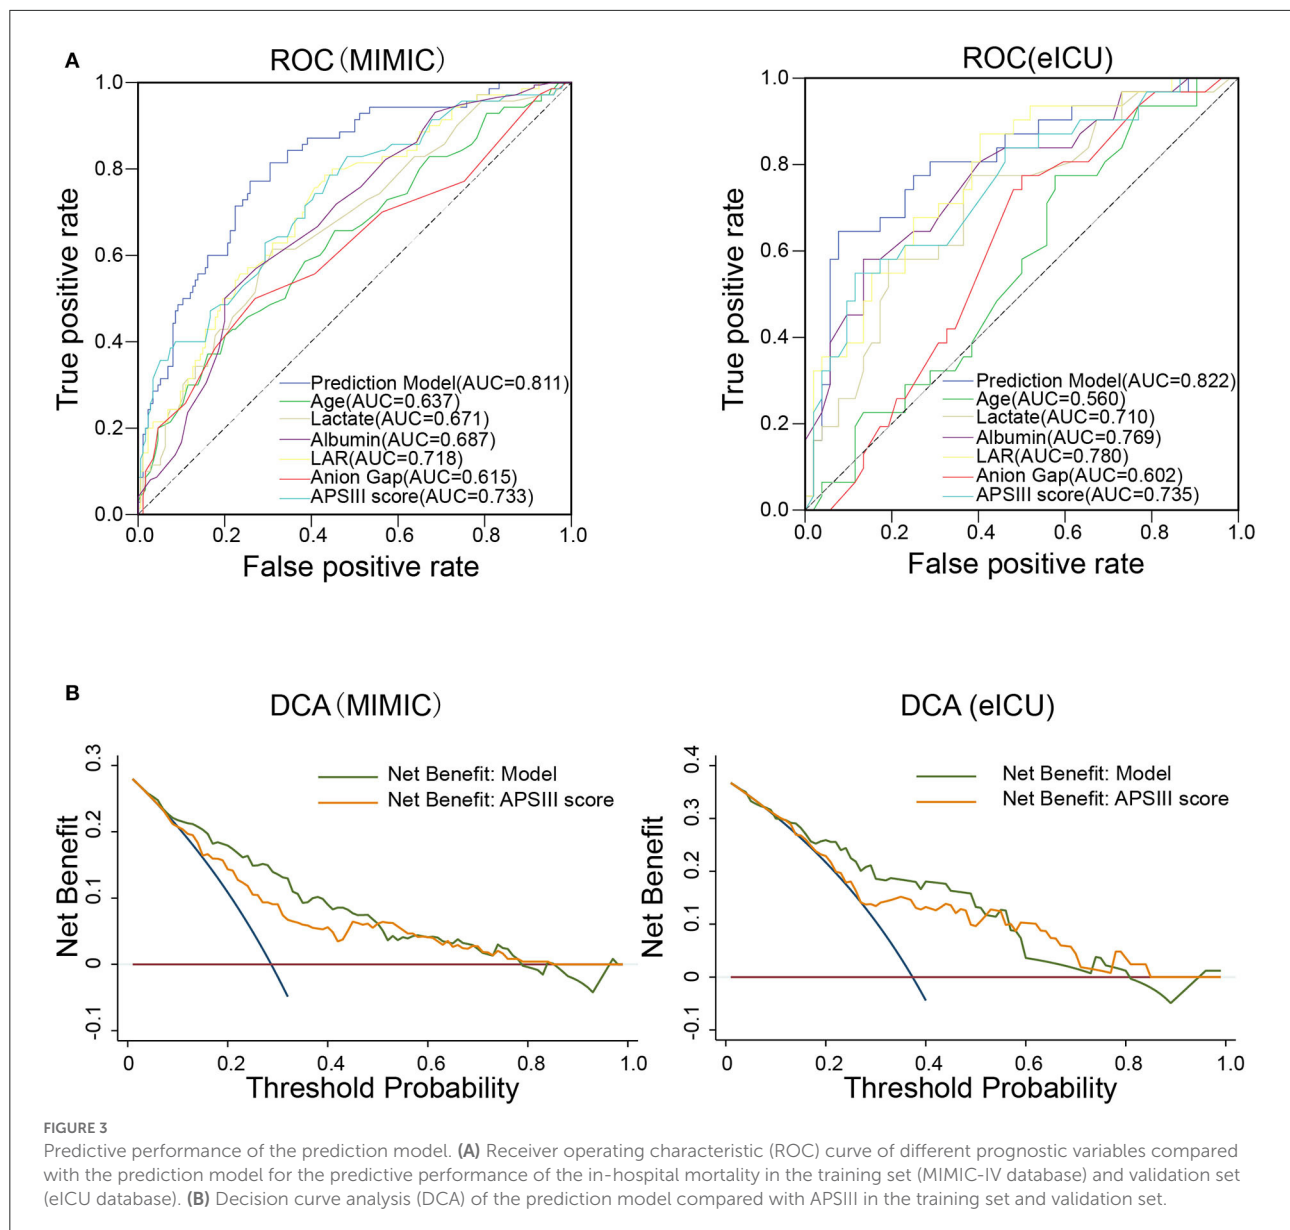 A
ROC (MIMIC)
True positive rate
1.0
0.8
0.6
0.4
0.2
0.0
Prediction Model(AUC=0.811)
Age(AUC=0.637)
Lactate(AUC=0.671)
Albumin(AUC=0.687)
LAR(AUC=0.718)
Anion Gap(AUC=0.615)
APSIII score(AUC=0.733)
0.0 0.2 0.4 0.6 0.8 1.0
False positive rate
ROC(eICU)
True positive rate
1.0
0.8
0.6
0.4
0.2
0.0
Prediction Model(AUC=0.822)
Age(AUC=0.560)
Lactate(AUC=0.710)
Albumin(AUC=0.769)
LAR(AUC=0.780)
Anion Gap(AUC=0.602)
APSIII score(AUC=0.735)
0.0 0.2 0.4 0.6 0.8 1.0
False positive rate
B
DCA (MIMIC)
Net Benefit
0.3
0.2
0.1
0
-0.1
Net Benefit: Model
Net Benefit: APSIII score
0 0.2 0.4 0.6 0.8 1.0
Threshold Probability
DCA (eICU)
Net Benefit
0.4
0.3
0.2
0.1
0
-0.1
Net Benefit: Model
Net Benefit: APSIII score
0 0.2 0.4 0.6 0.8 1.0
Threshold Probability
FIGURE 3
Predictive performance of the prediction model. (A) Receiver operating characteristic (ROC) curve of different prognostic variables compared
with the prediction model for the predictive performance of the in-hospital mortality in the training set (MIMIC-IV database) and validation set
(eICU database). (B) Decision curve analysis (DCA) of the prediction model compared with APSIII in the training set and validation set.